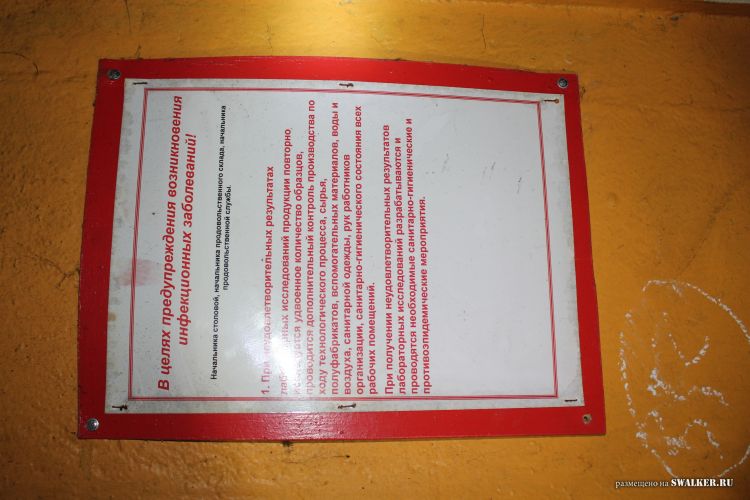 В целях предупреждения возникновения
инфекционных заболеваний!
Начальника столовой, начальника продовольственного склада, начальника
продовольственной службы.
1. При неудовлетворительных результатах
лабораторных исследований продукции повторно
исследуется удвоенное количество образцов,
проводится дополнительный контроль производства по
ходу технологического процесса, сырья,
полуфабрикатов, вспомогательных материалов, воды и
воздуха, санитарной одежды, рук работников
организации, санитарно-гигиенического состояния всех
рабочих помещений.
При получении неудовлетворительных результатов
лабораторных исследований разрабатываются и
проводятся необходимые санитарно-гигиенические и
противоэпидемические мероприятия.
размещено на SWALKER.RU